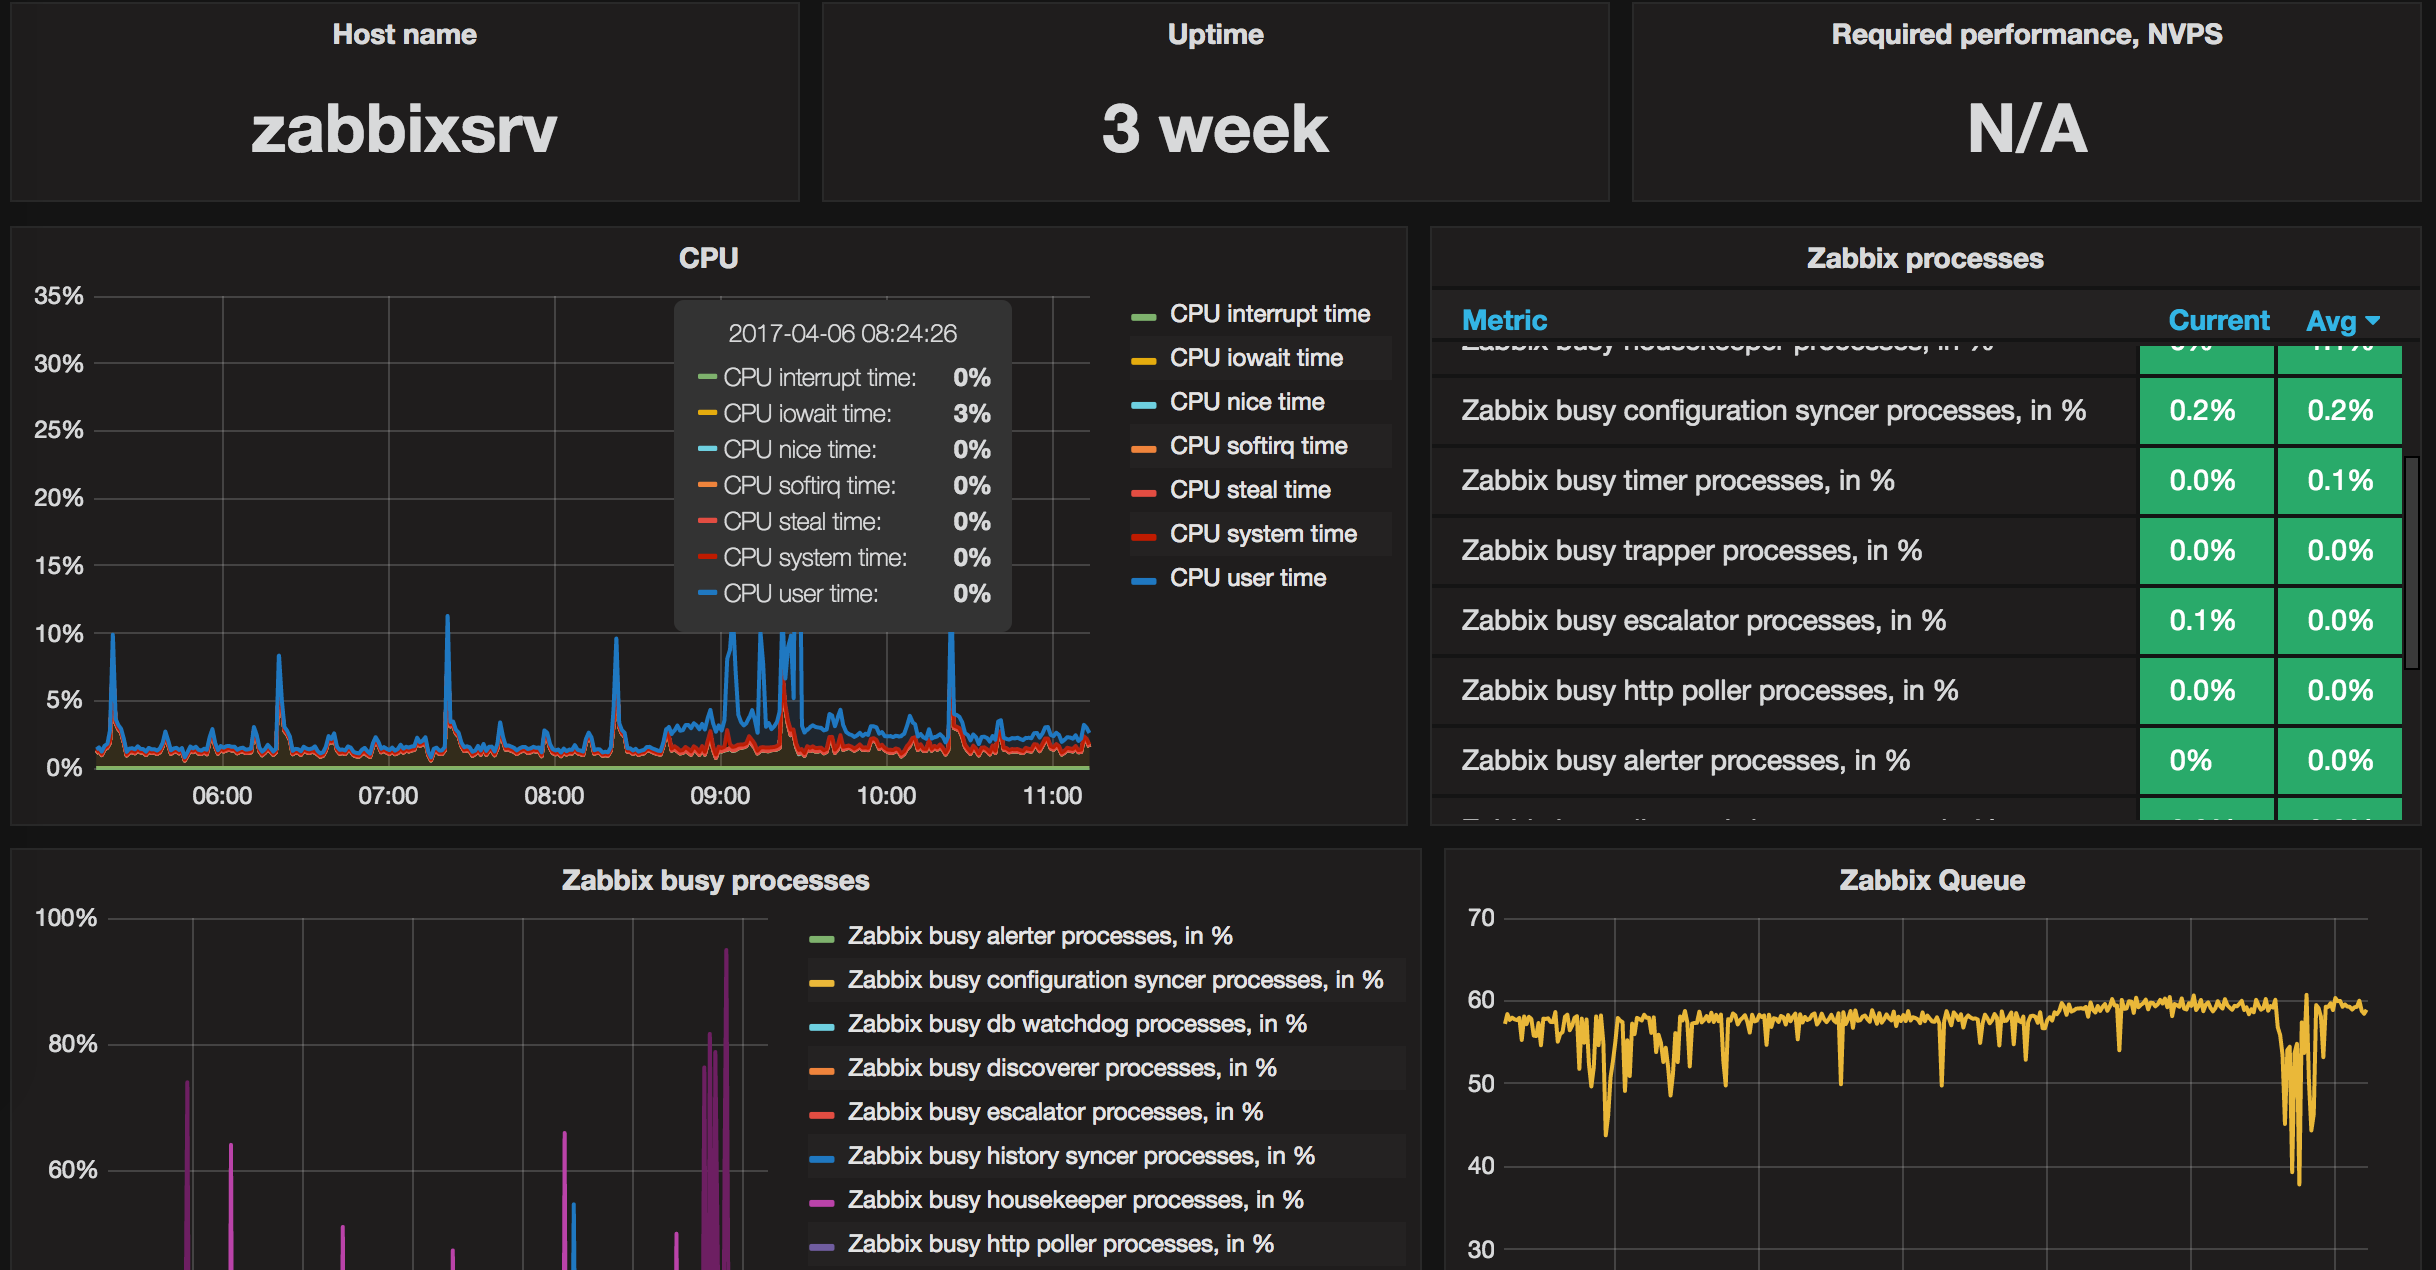 Host name
zabbixsrv
Uptime
3 week
Required performance, NVPS
N/A
CPU
35%
30%
25%
20%
15%
10%
5%
0%
06:00 07:00 08:00 09:00 10:00 11:00
2017-04-06 08:24:26
CPU interrupt time: 0%
CPU iowait time: 3%
CPU nice time: 0%
CPU softirq time: 0%
CPU steal time: 0%
CPU system time: 0%
CPU user time: 0%
CPU interrupt time
CPU iowait time
CPU nice time
CPU softirq time
CPU steal time
CPU system time
CPU user time
Zabbix processes
Metric Current Avg
Zabbix busy housekeeper processes, in %
Zabbix busy configuration syncer processes, in % 0.2% 0.2%
Zabbix busy timer processes, in % 0.0% 0.1%
Zabbix busy trapper processes, in % 0.0% 0.0%
Zabbix busy escalator processes, in % 0.1% 0.0%
Zabbix busy http poller processes, in % 0.0% 0.0%
Zabbix busy alerter processes, in % 0% 0.0%
Zabbix busy processes
100%
80%
60%
Zabbix busy alerter processes, in %
Zabbix busy configuration syncer processes, in %
Zabbix busy db watchdog processes, in %
Zabbix busy discoverer processes, in %
Zabbix busy escalator processes, in %
Zabbix busy history syncer processes, in %
Zabbix busy housekeeper processes, in %
Zabbix busy http poller processes, in %
Zabbix Queue
70
60
50
40
30